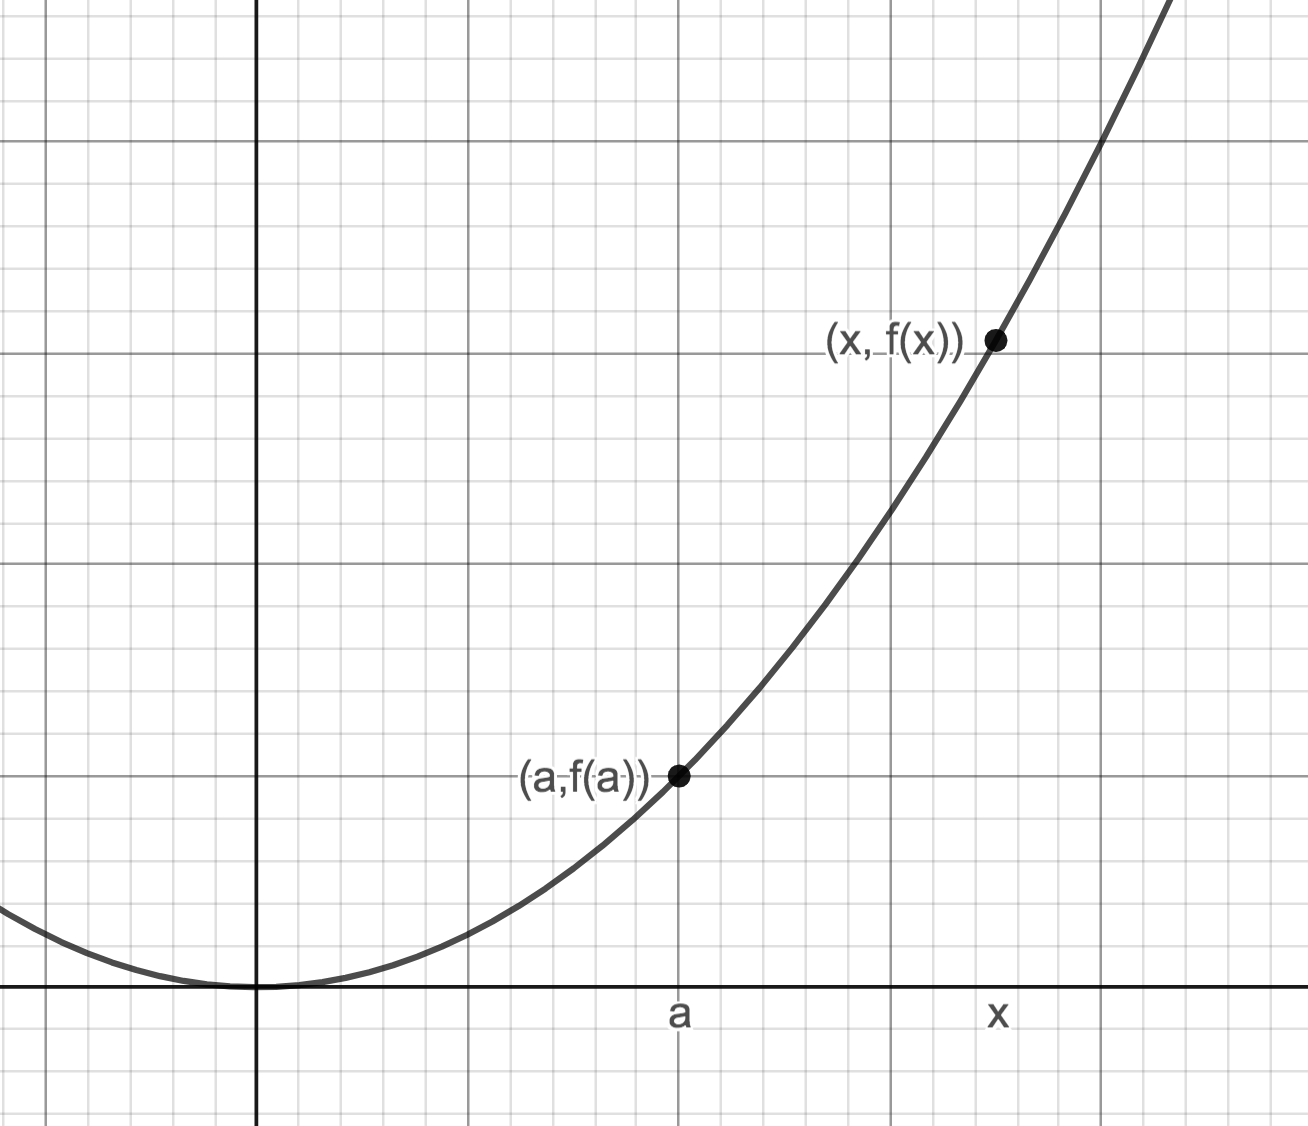 (x, f(x))
(a,f(a))
a x